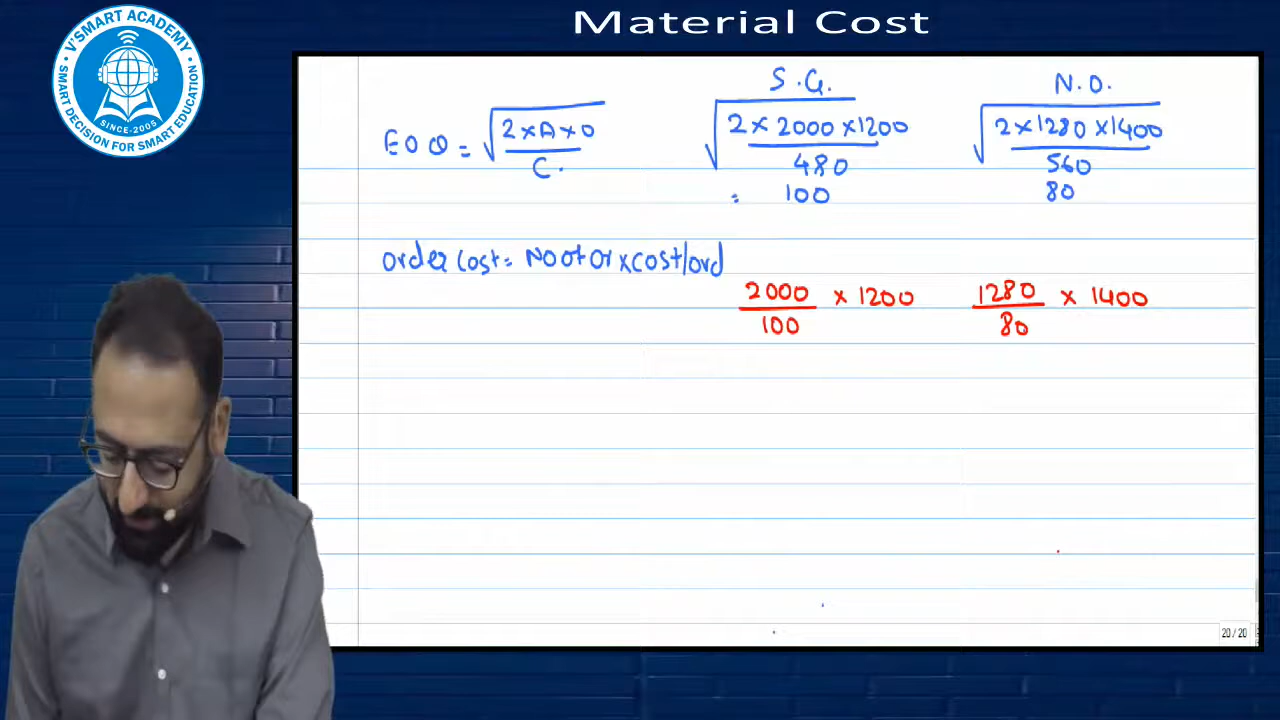 Material Cost
V'SMART ACADEMY
SINCE-2005
SMART DECISION FOR SMART EDUCATION
S.G. N.O.
EOQ = √ 2 x A x O / C. √ 2 x 2000 x 1200 / 480 √ 2 x 1280 x 1400 / 560
= 100 80
order cost = No of or x cost/ord
2000 / 100 x 1200 1280 / 80 x 1400
20 / 20